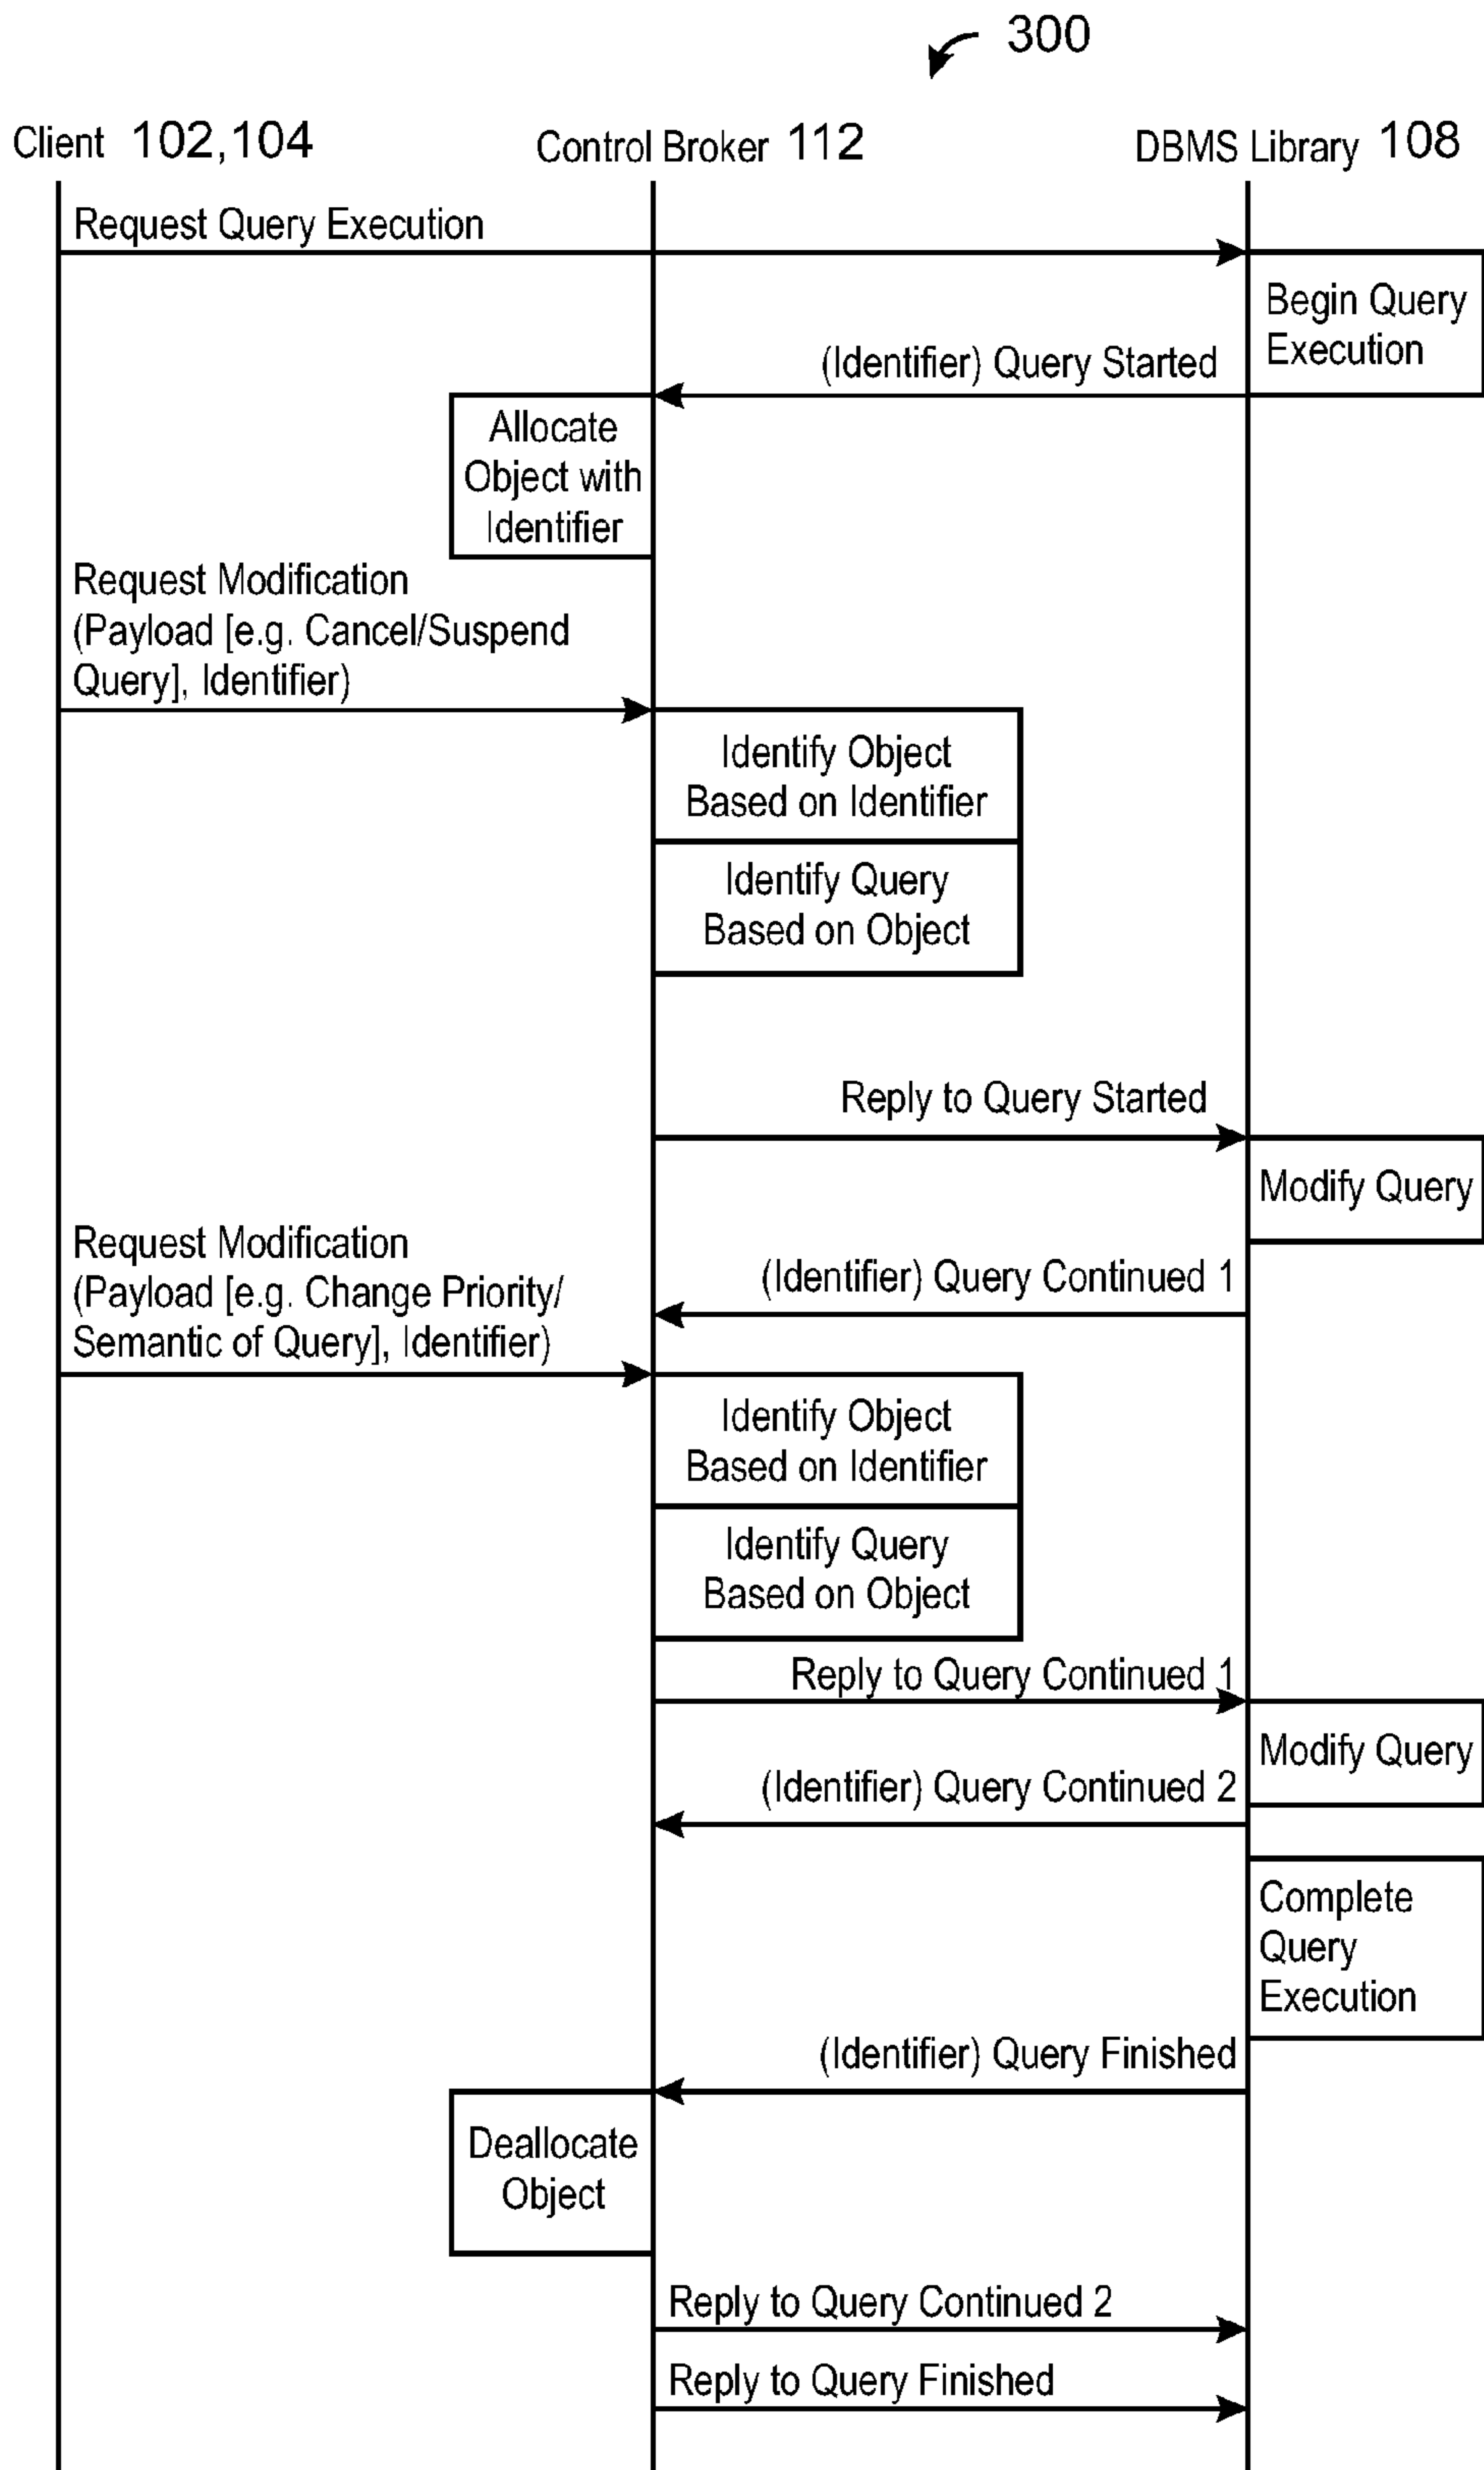 300
Client 102,104
Control Broker 112
DBMS Library 108
Request Query Execution
Begin Query
Execution
(Identifier) Query Started
Allocate
Object with
Identifier
Request Modification
(Payload [e.g. Cancel/Suspend
Query], Identifier)
Identify Object
Based on Identifier
Identify Query
Based on Object
Reply to Query Started
Modify Query
Request Modification
(Payload [e.g. Change Priority/
Semantic of Query], Identifier)
(Identifier) Query Continued 1
Identify Object
Based on Identifier
Identify Query
Based on Object
Reply to Query Continued 1
Modify Query
(Identifier) Query Continued 2
Complete
Query
Execution
(Identifier) Query Finished
Deallocate
Object
Reply to Query Continued 2
Reply to Query Finished